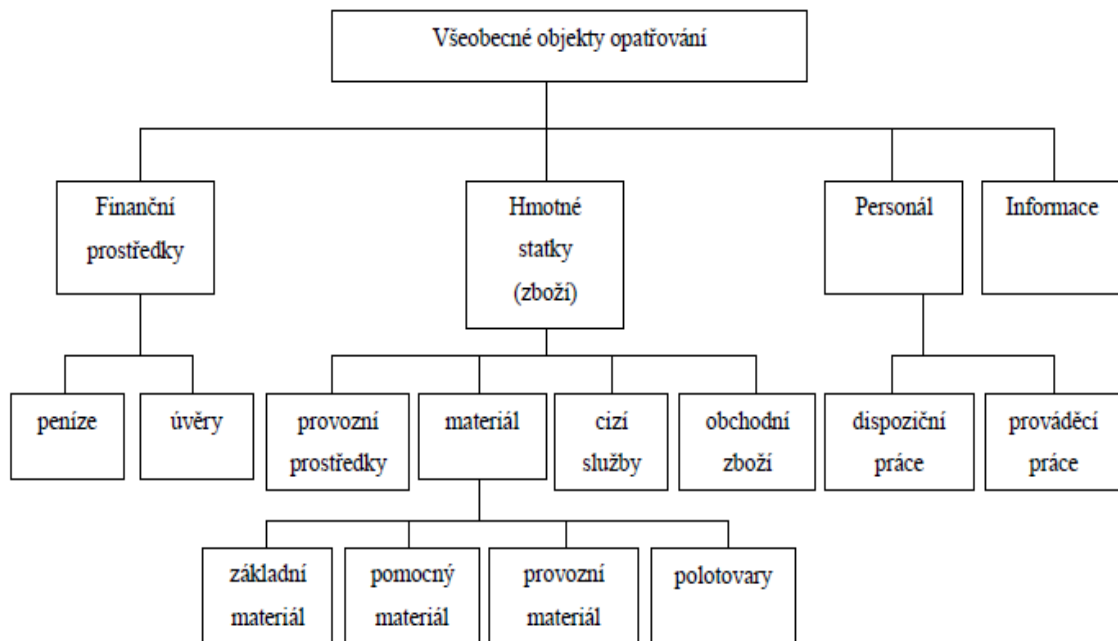 Všeobecné objekty opatřování
Finanční
prostředky
Hmotné
statky
(zboží)
Personál
Informace
peníze
úvěry
provozní
prostředky
materiál
cizí
služby
obchodní
zboží
dispoziční
práce
prováděcí
práce
základní
materiál
pomocný
materiál
provozní
materiál
polotovary